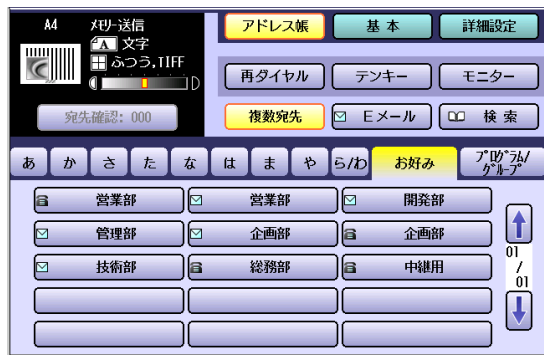 A4 ﾒﾓﾘｰ送信
A 文字
ふつう,TIFF
D
宛先確認: 000
アドレス帳 基本 詳細設定
再ダイヤル テンキー モニター
複数宛先 Eメール 検索
あ か さ た な は ま や ら/わ お好み ﾌﾟﾛｸﾞﾗﾑ/
ｸﾞﾙｰﾌﾟ
営業部 営業部 開発部
管理部 企画部 企画部
技術部 総務部 中継用
01
/
01